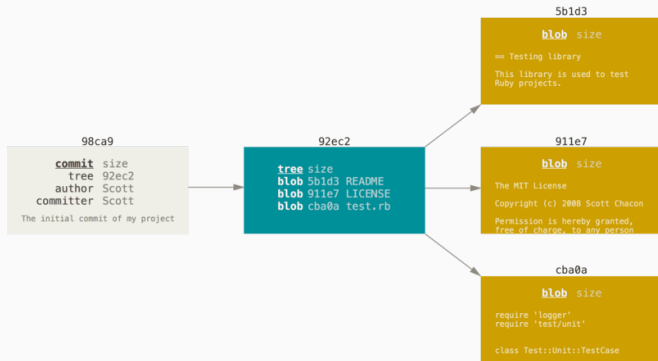 98ca9
commit size
tree 92ec2
author Scott
committer Scott
The initial commit of my project
92ec2
tree size
blob 5b1d3 README
blob 911e7 LICENSE
blob cba0a test.rb
5b1d3
blob size
== Testing library
This library is used to test
Ruby projects.
911e7
blob size
The MIT License
Copyright (c) 2008 Scott Chacon
Permission is hereby granted,
free of charge, to any person
cba0a
blob size
require 'logger'
require 'test/unit'
class Test::Unit::TestCase